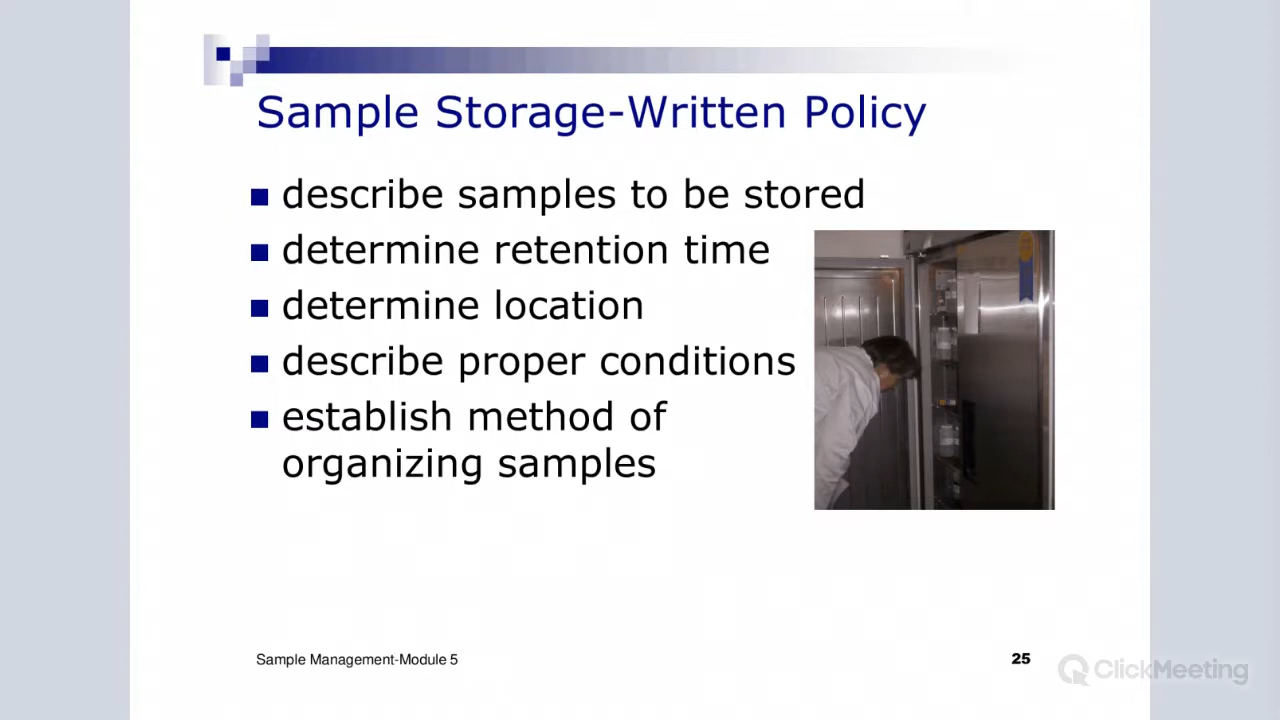 Sample Storage-Written Policy
describe samples to be stored
determine retention time
determine location
describe proper conditions
establish method of
organizing samples
Sample Management-Module 5
25
ClickMeeting